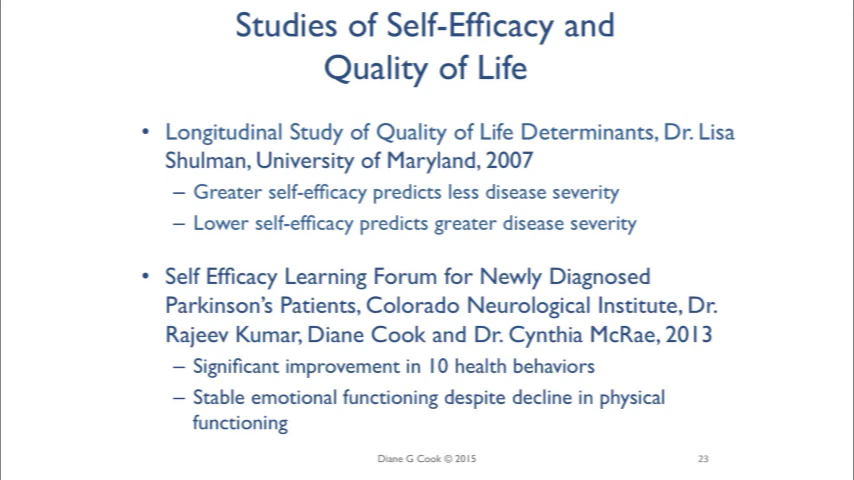 Studies of Self-Efficacy and
Quality of Life
• Longitudinal Study of Quality of Life Determinants, Dr. Lisa
Shulman, University of Maryland, 2007
– Greater self-efficacy predicts less disease severity
– Lower self-efficacy predicts greater disease severity
• Self Efficacy Learning Forum for Newly Diagnosed
Parkinson's Patients, Colorado Neurological Institute, Dr.
Rajeev Kumar, Diane Cook and Dr. Cynthia McRae, 2013
– Significant improvement in 10 health behaviors
– Stable emotional functioning despite decline in physical
functioning
Diane G Cook © 2015 23